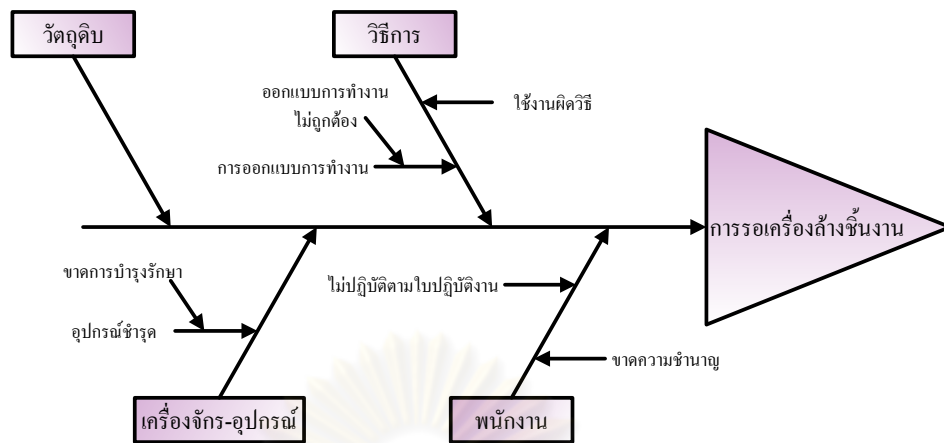 วัตถุดิบ
วิธีการ
ออกแบบการทำงาน
ไม่ถูกต้อง
ใช้งานผิดวิธี
การออกแบบการทำงาน
การรอเครื่องล้างชิ้นงาน
ขาดการบำรุงรักษา
ไม่ปฏิบัติตามใบปฏิบัติงาน
อุปกรณ์ชำรุด
ขาดความชำนาญ
เครื่องจักร-อุปกรณ์
พนักงาน